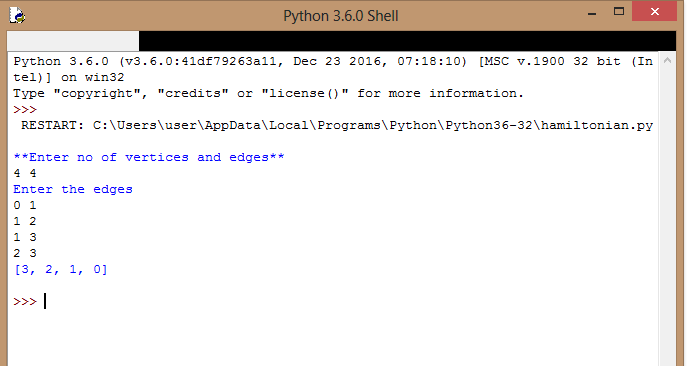 Python 3.6.0 Shell
Python 3.6.0 (v3.6.0:41df79263a11, Dec 23 2016, 07:18:10) [MSC v.1900 32 bit (In
tel)] on win32
Type "copyright", "credits" or "license()" for more information.
>>>
RESTART: C:\Users\user\AppData\Local\Programs\Python\Python36-32\hamiltonian.py
**Enter no of vertices and edges**
4 4
Enter the edges
0 1
1 2
1 3
2 3
[3, 2, 1, 0]
>>>